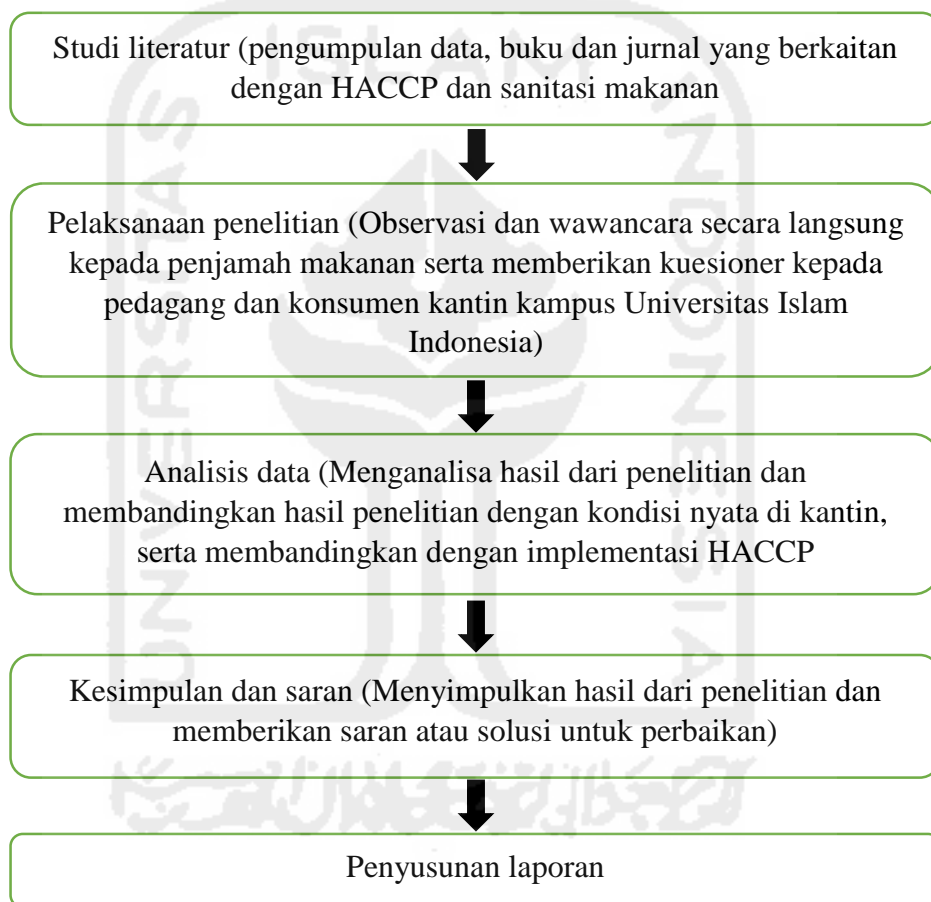 Studi literatur (pengumpulan data, buku dan jurnal yang berkaitan
dengan HACCP dan sanitasi makanan
Pelaksanaan penelitian (Observasi dan wawancara secara langsung
kepada penjamah makanan serta memberikan kuesioner kepada
pedagang dan konsumen kantin kampus Universitas Islam
Indonesia)
Analisis data (Menganalisa hasil dari penelitian dan
membandingkan hasil penelitian dengan kondisi nyata di kantin,
serta membandingkan dengan implementasi HACCP
Kesimpulan dan saran (Menyimpulkan hasil dari penelitian dan
memberikan saran atau solusi untuk perbaikan)
Penyusunan laporan
UNIVERSITAS
ISLAM
INDONESIA